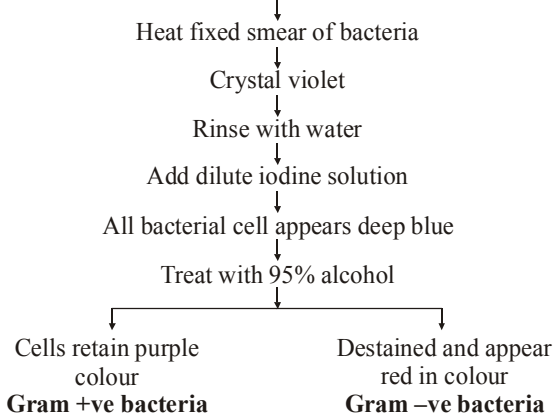 Heat fixed smear of bacteria
Crystal violet
Rinse with water
Add dilute iodine solution
All bacterial cell appears deep blue
Treat with 95% alcohol
Cells retain purple
colour
Gram +ve bacteria
Destained and appear
red in colour
Gram –ve bacteria